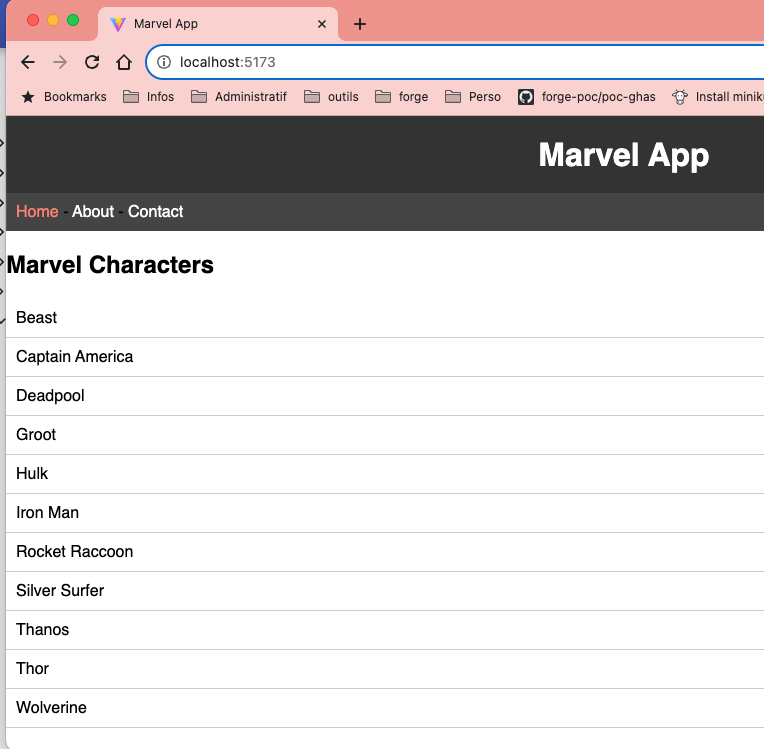 Marvel App
localhost:5173
Bookmarks Infos Administratif outils forge Perso forge-poc/poc-ghas Install
Marvel App
Home - About - Contact
Marvel Characters
Beast
Captain America
Deadpool
Groot
Hulk
Iron Man
Rocket Raccoon
Silver Surfer
Thanos
Thor
Wolverine